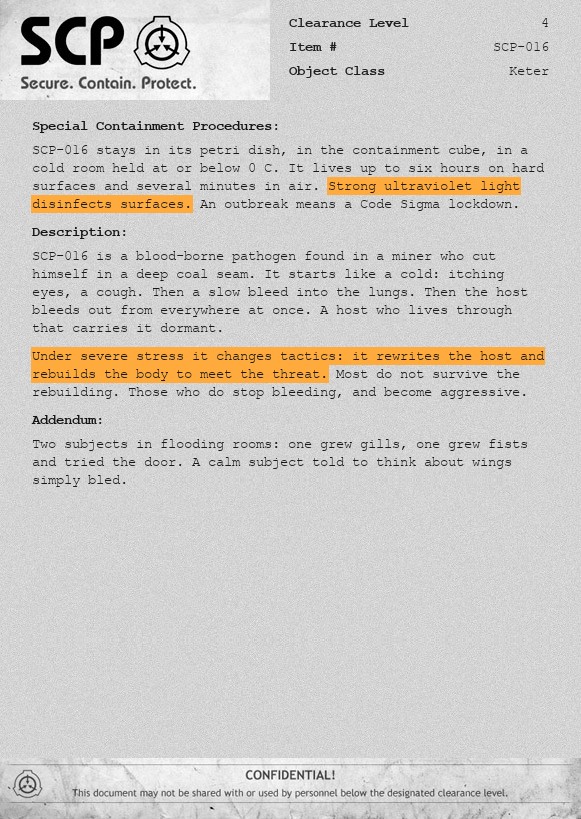 SCP
Secure. Contain. Protect.
Clearance Level 4
Item # SCP-016
Object Class Keter
Special Containment Procedures:
SCP-016 stays in its petri dish, in the containment cube, in a
cold room held at or below 0 C. It lives up to six hours on hard
surfaces and several minutes in air. Strong ultraviolet light
disinfects surfaces. An outbreak means a Code Sigma lockdown.
Description:
SCP-016 is a blood-borne pathogen found in a miner who cut
himself in a deep coal seam. It starts like a cold: itching
eyes, a cough. Then a slow bleed into the lungs. Then the host
bleeds out from everywhere at once. A host who lives through
that carries it dormant.
Under severe stress it changes tactics: it rewrites the host and
rebuilds the body to meet the threat. Most do not survive the
rebuilding. Those who do stop bleeding, and become aggressive.
Addendum:
Two subjects in flooding rooms: one grew gills, one grew fists
and tried the door. A calm subject told to think about wings
simply bled.
CONFIDENTIAL!
This document may not be shared with or used by personnel below the designated clearance level.